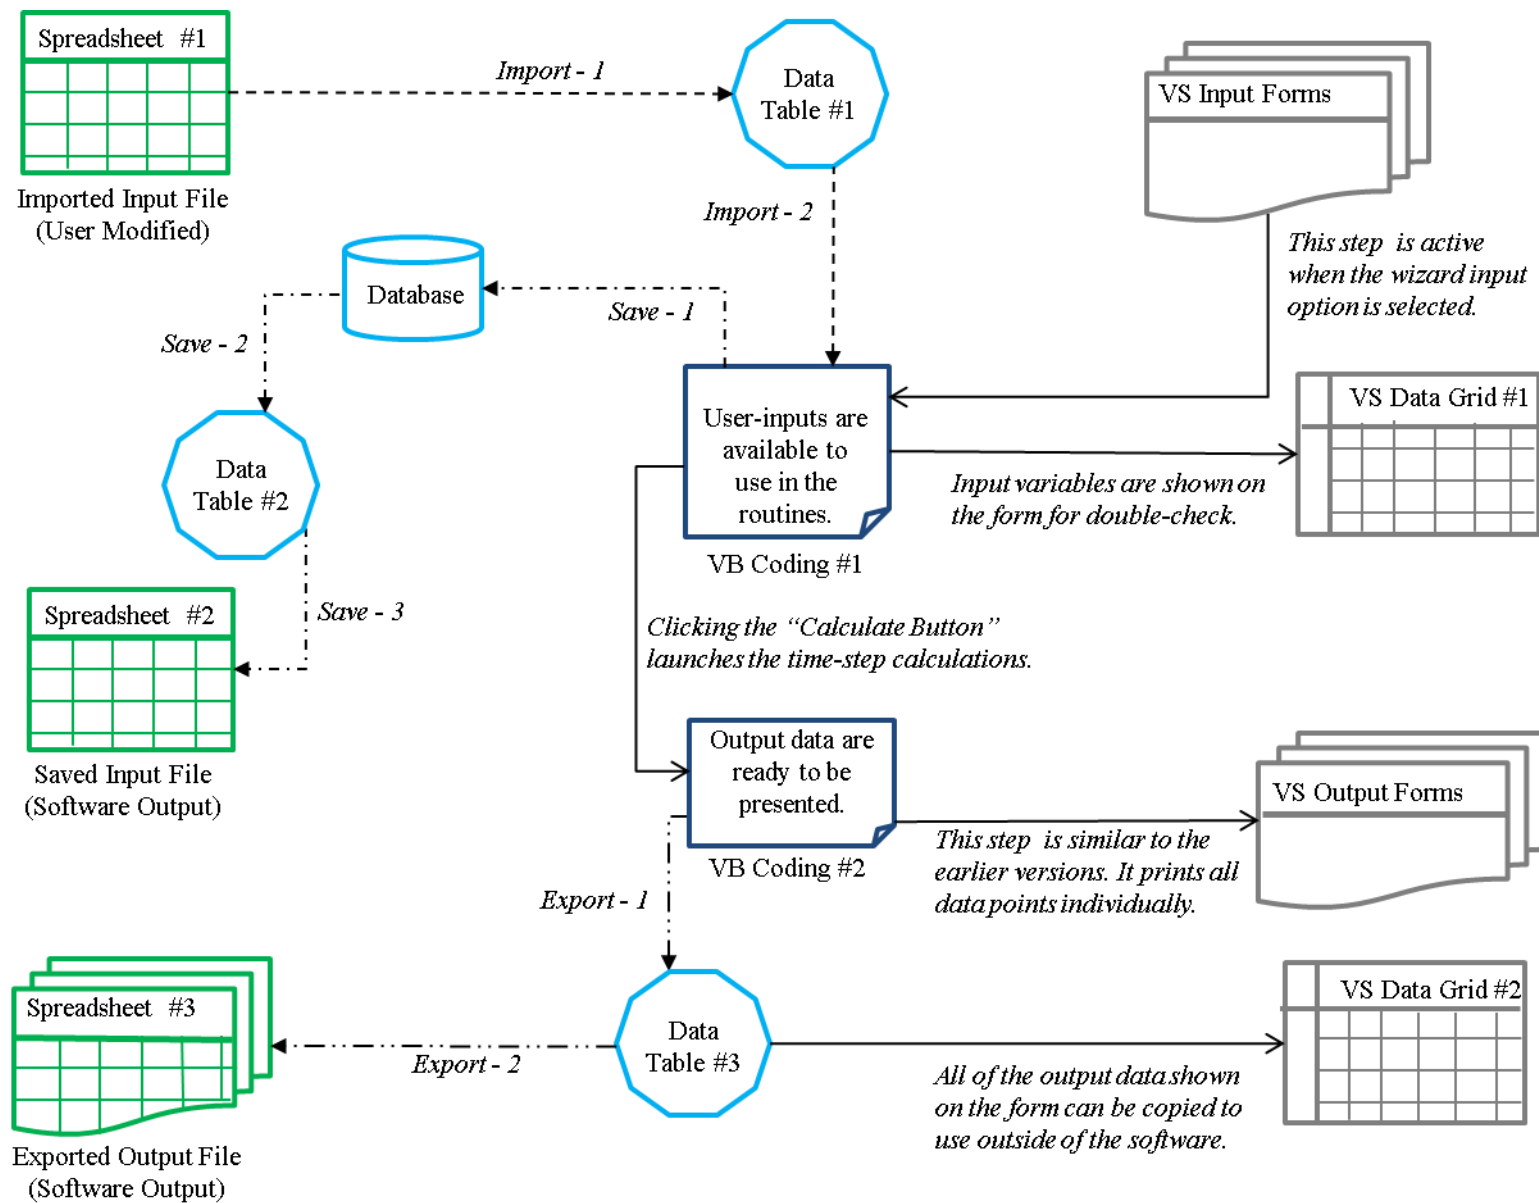 Spreadsheet #1
Imported Input File
(User Modified)
Import - 1
Data
Table #1
Import - 2
VS Input Forms
This step is active
when the wizard input
option is selected.
Database
Save - 1
Save - 2
Data
Table #2
Save - 3
Spreadsheet #2
Saved Input File
(Software Output)
User-inputs are
available to
use in the
routines.
VB Coding #1
VS Data Grid #1
Input variables are shown on
the form for double-check.
Clicking the “Calculate Button”
launches the time-step calculations.
Output data are
ready to be
presented.
VB Coding #2
VS Output Forms
This step is similar to the
earlier versions. It prints all
data points individually.
Export - 1
Data
Table #3
Export - 2
Spreadsheet #3
Exported Output File
(Software Output)
VS Data Grid #2
All of the output data shown
on the form can be copied to
use outside of the software.